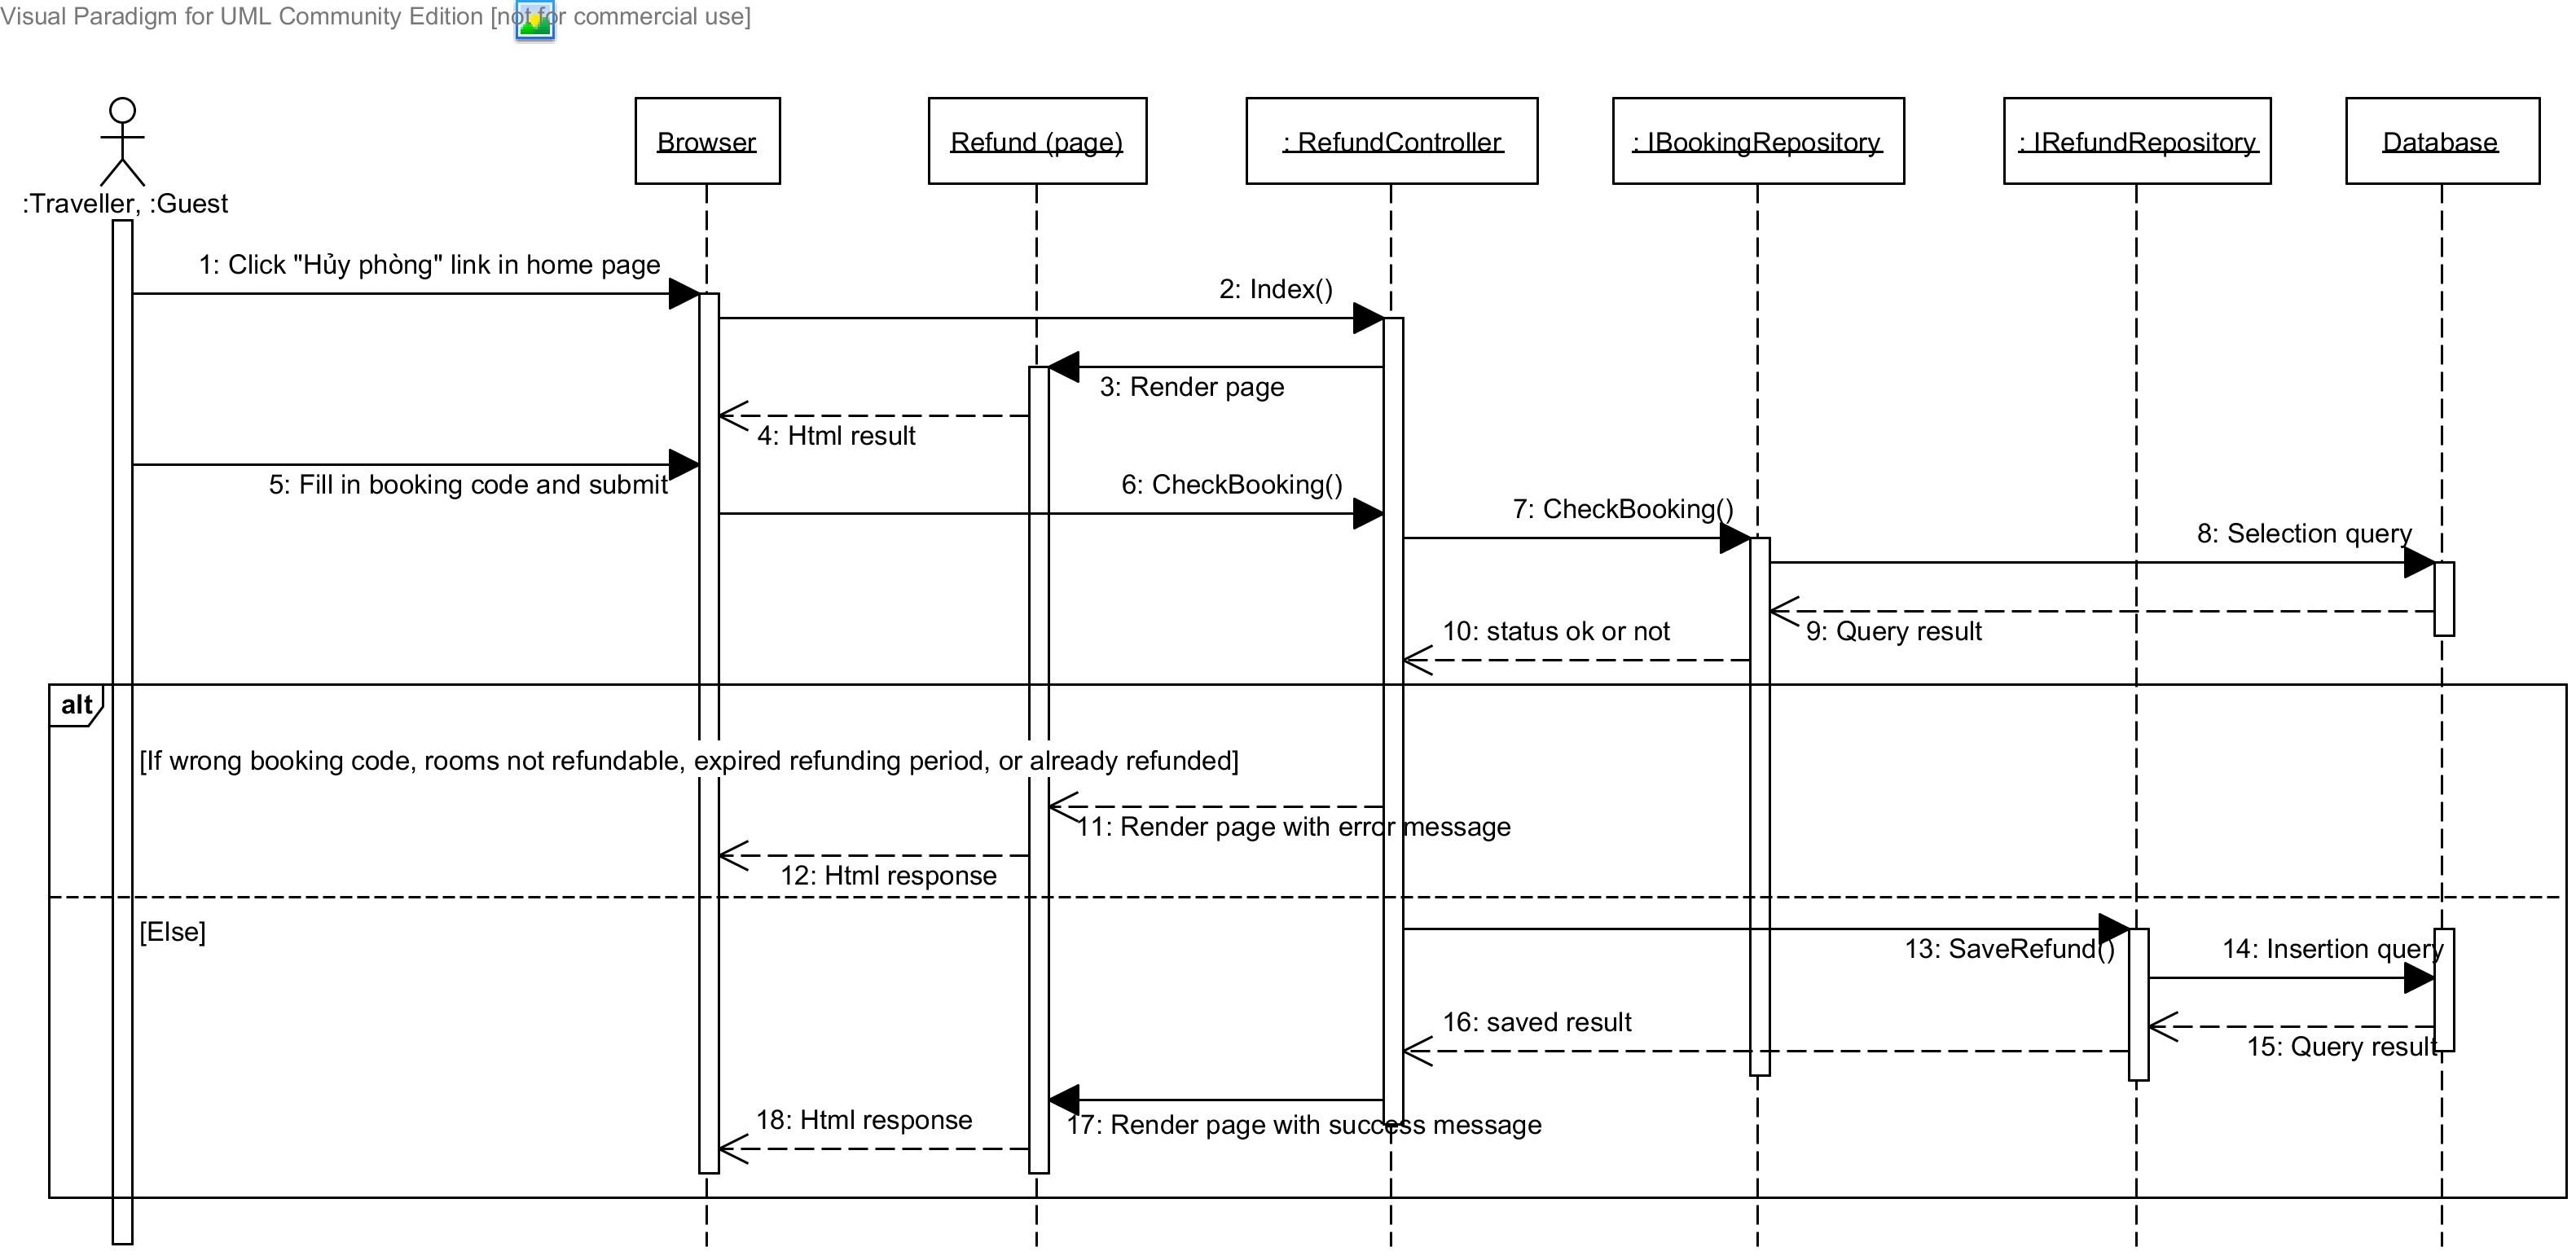 Visual Paradigm for UML Community Edition [not for commercial use]
:Traveller, :Guest
Browser
Refund (page)
: RefundController
: IBookingRepository
: IRefundRepository
Database
1: Click "Hủy phòng" link in home page
2: Index()
3: Render page
4: Html result
5: Fill in booking code and submit
6: CheckBooking()
7: CheckBooking()
8: Selection query
9: Query result
10: status ok or not
alt
[If wrong booking code, rooms not refundable, expired refunding period, or already refunded]
11: Render page with error message
12: Html response
[Else]
13: SaveRefund()
14: Insertion query
15: Query result
16: saved result
17: Render page with success message
18: Html response